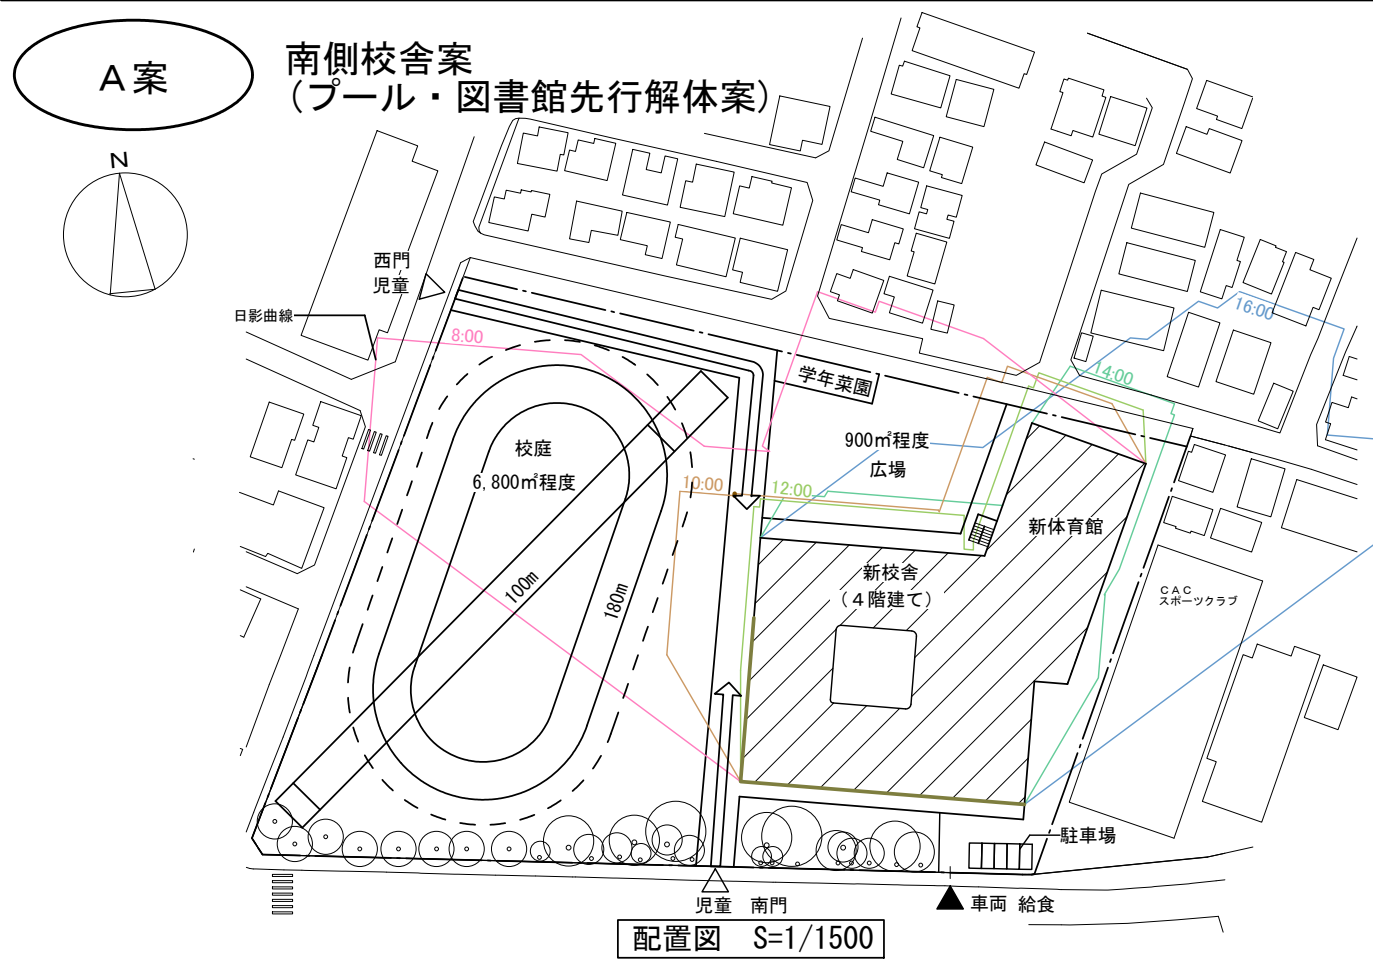 A案
南側校舎案
(プール・図書館先行解体案)
N
西門
児童
日影曲線
8:00
校庭
6,800㎡程度
100m
180m
学年菜園
900㎡程度
広場
10:00
12:00
14:00
16:00
新体育館
新校舎
(4階建て)
CAC
スポーツクラブ
駐車場
児童 南門
車両 給食
配置図 S=1/1500